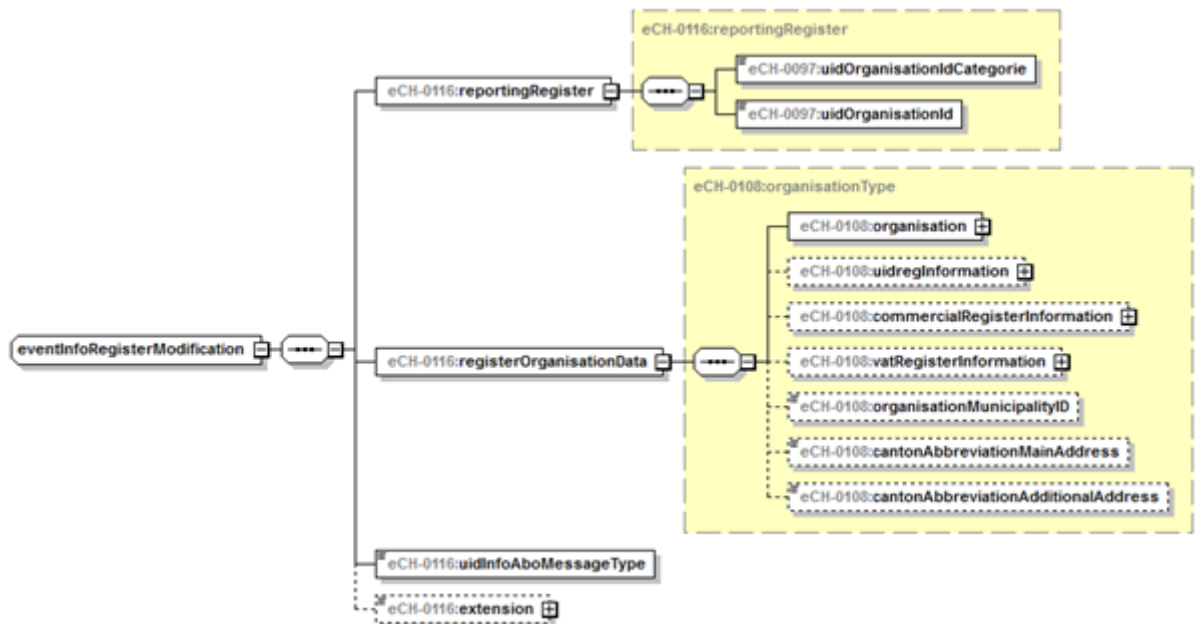 eCH-0116:reportingRegister
eCH-0097:uidOrganisationIdCategorie
eCH-0116:reportingRegister
eCH-0097:uidOrganisationId
eCH-0108:organisationType
eCH-0108:organisation
eCH-0108:uidregInformation
eCH-0108:commercialRegisterInformation
eventInfoRegisterModification
eCH-0116:registerOrganisationData
eCH-0108:vatRegisterInformation
eCH-0108:organisationMunicipalityID
eCH-0108:cantonAbbreviationMainAddress
eCH-0108:cantonAbbreviationAdditionalAddress
eCH-0116:uidInfoAboMessageType
eCH-0116:extension